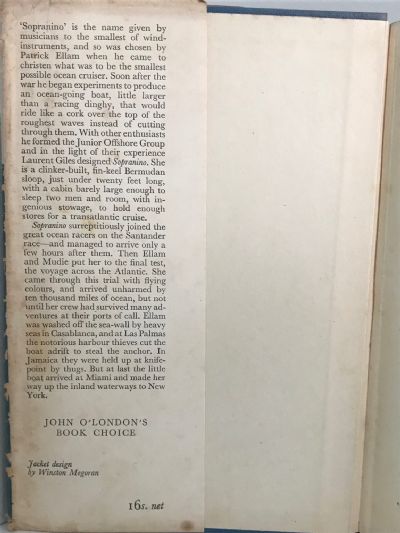 'Sopranino' is the name given by
musicians to the smallest of wind-
instruments, and so was chosen by
Patrick Ellam when he came to
christen what was to be the smallest
possible ocean cruiser. Soon after the
war he began experiments to produce
an ocean-going boat, little larger
than a racing dinghy, that would
ride like a cork over the top of the
roughest waves instead of cutting
through them. With other enthusiasts
he formed the Junior Offshore Group
and in the light of their experience
Laurent Giles designed Sopranino. She
is a clinker-built, fin-keel Bermudan
sloop, just under twenty feet long,
with a cabin barely large enough to
sleep two men and room, with in-
genious stowage, to hold enough
stores for a transatlantic cruise.
Sopranino surreptitiously joined the
great ocean racers on the Santander
race—and managed to arrive only a
few hours after them. Then Ellam
and Mudie put her to the final test,
the voyage across the Atlantic. She
came through this trial with flying
colours, and arrived unharmed by
ten thousand miles of ocean, but not
until her crew had survived many ad-
ventures at their ports of call. Ellam
was washed off the sea-wall by heavy
seas in Casablanca, and at Las Palmas
the notorious harbour thieves cut the
boat adrift to steal the anchor. In
Jamaica they were held up at knife-
point by thugs. But at last the little
boat arrived at Miami and made her
way up the inland waterways to New
York.
JOHN O'LONDON'S
BOOK CHOICE
Jacket design
by Winston Megoran
16s. net